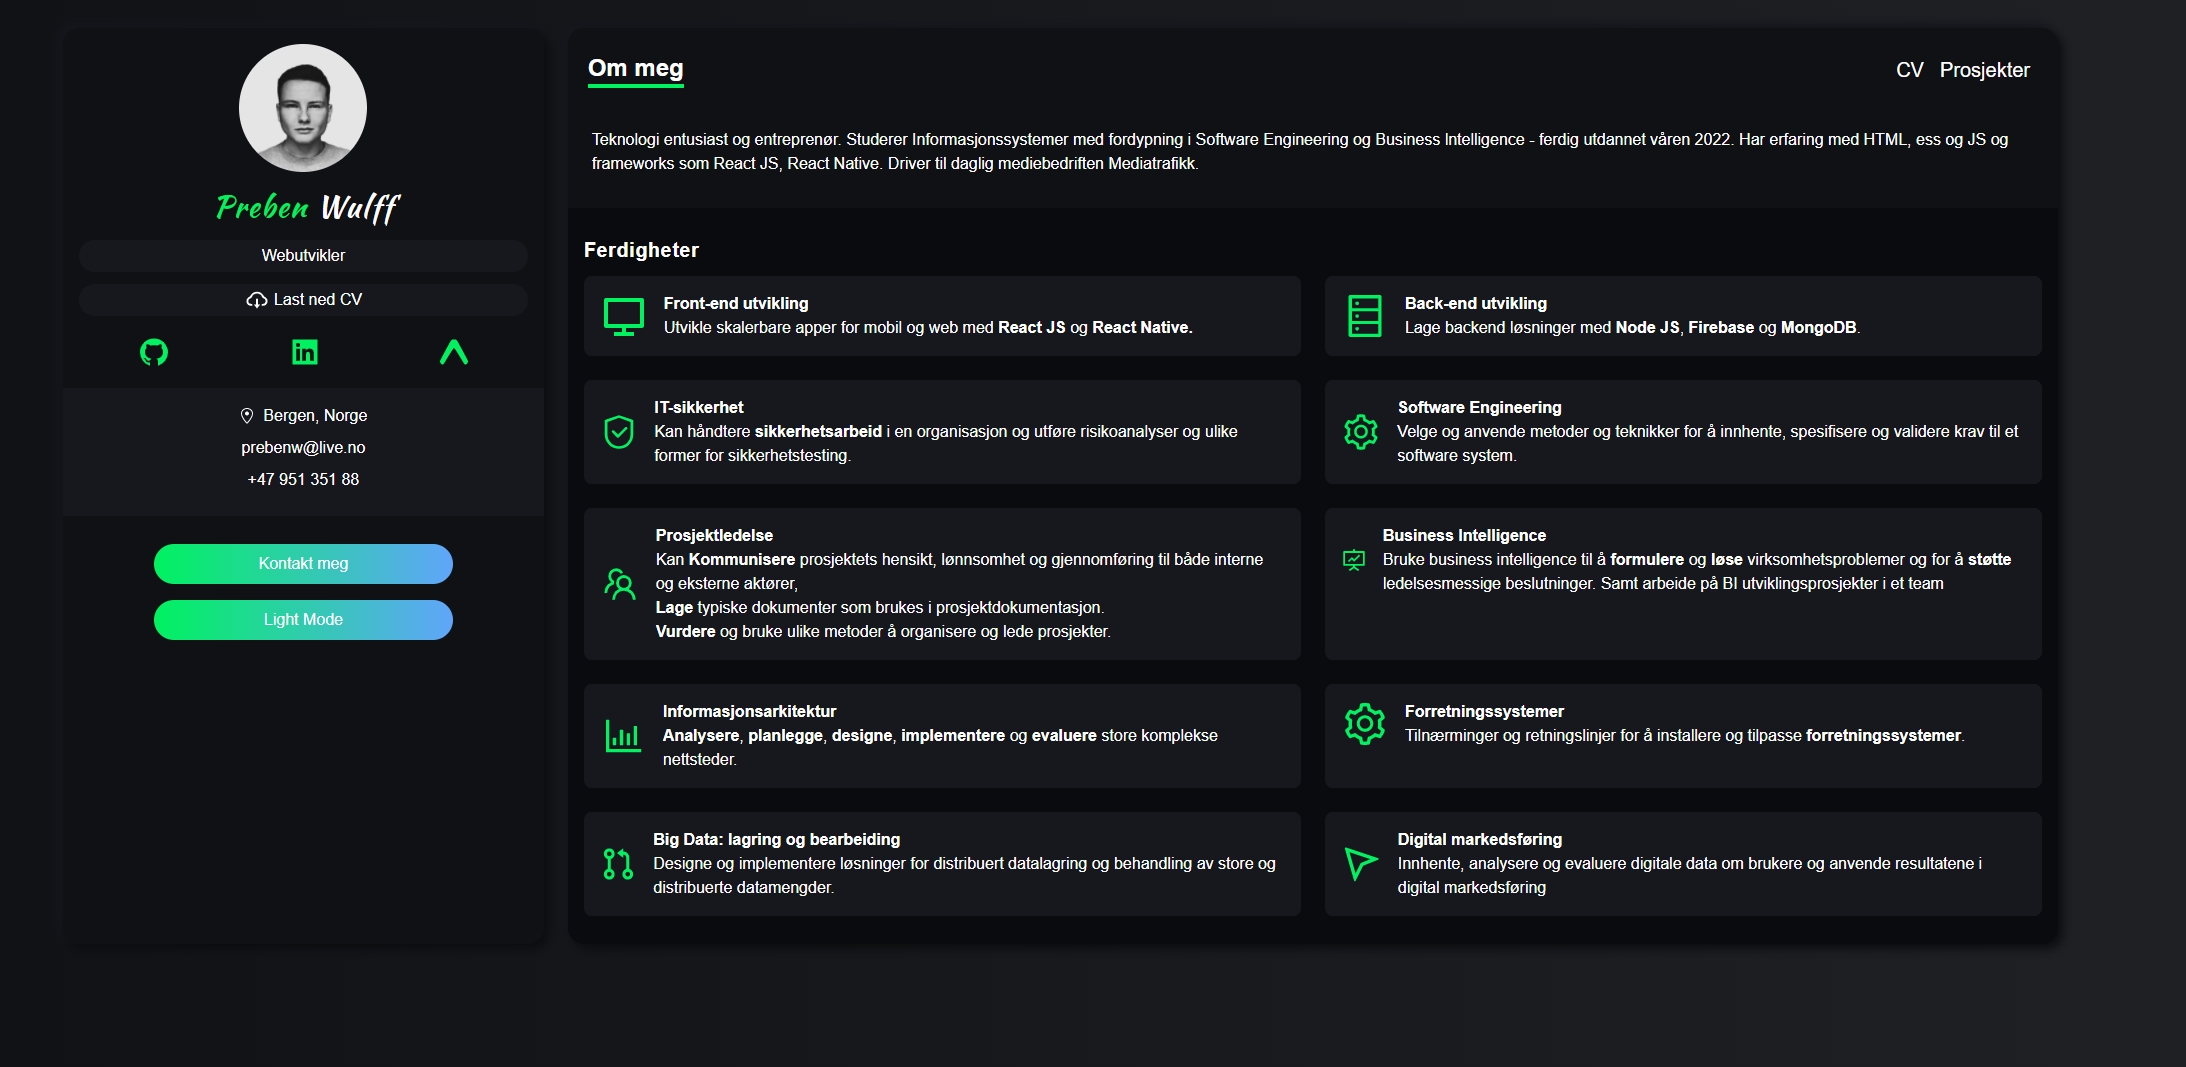 Preben Wulff
Webutvikler
Last ned CV
in
Bergen, Norge
prebenw@live.no
+47 951 351 88
Kontakt meg
Light Mode
Om meg
CV Prosjekter
Teknologi entusiast og entreprenør. Studerer Informasjonssystemer med fordypning i Software Engineering og Business Intelligence - ferdig utdannet våren 2022. Har erfaring med HTML, ess og JS og
frameworks som React JS, React Native. Driver til daglig mediebedriften Mediatrafikk.
Ferdigheter
Front-end utvikling
Utvikle skalerbare apper for mobil og web med React JS og React Native.
Back-end utvikling
Lage backend løsninger med Node JS, Firebase og MongoDB.
IT-sikkerhet
Kan håndtere sikkerhetsarbeid i en organisasjon og utføre risikoanalyser og ulike
former for sikkerhetstesting.
Software Engineering
Velge og anvende metoder og teknikker for å innhente, spesifisere og validere krav til et
software system.
Prosjektledelse
Kan Kommunisere prosjektets hensikt, lønnsomhet og gjennomføring til både interne
og eksterne aktører,
Lage typiske dokumenter som brukes i prosjektdokumentasjon.
Vurdere og bruke ulike metoder å organisere og lede prosjekter.
Business Intelligence
Bruke business intelligence til å formulere og løse virksomhetsproblemer og for å støtte
ledelsesmessige beslutninger. Samt arbeide på BI utviklingsprosjekter i et team
Informasjonsarkitektur
Analysere, planlegge, designe, implementere og evaluere store komplekse
nettsteder.
Forretningssystemer
Tilnærminger og retningslinjer for å installere og tilpasse forretningssystemer.
Big Data: lagring og bearbeiding
Designe og implementere løsninger for distribuert datalagring og behandling av store og
distribuerte datamengder.
Digital markedsføring
Innhente, analysere og evaluere digitale data om brukere og anvende resultatene i
digital markedsføring